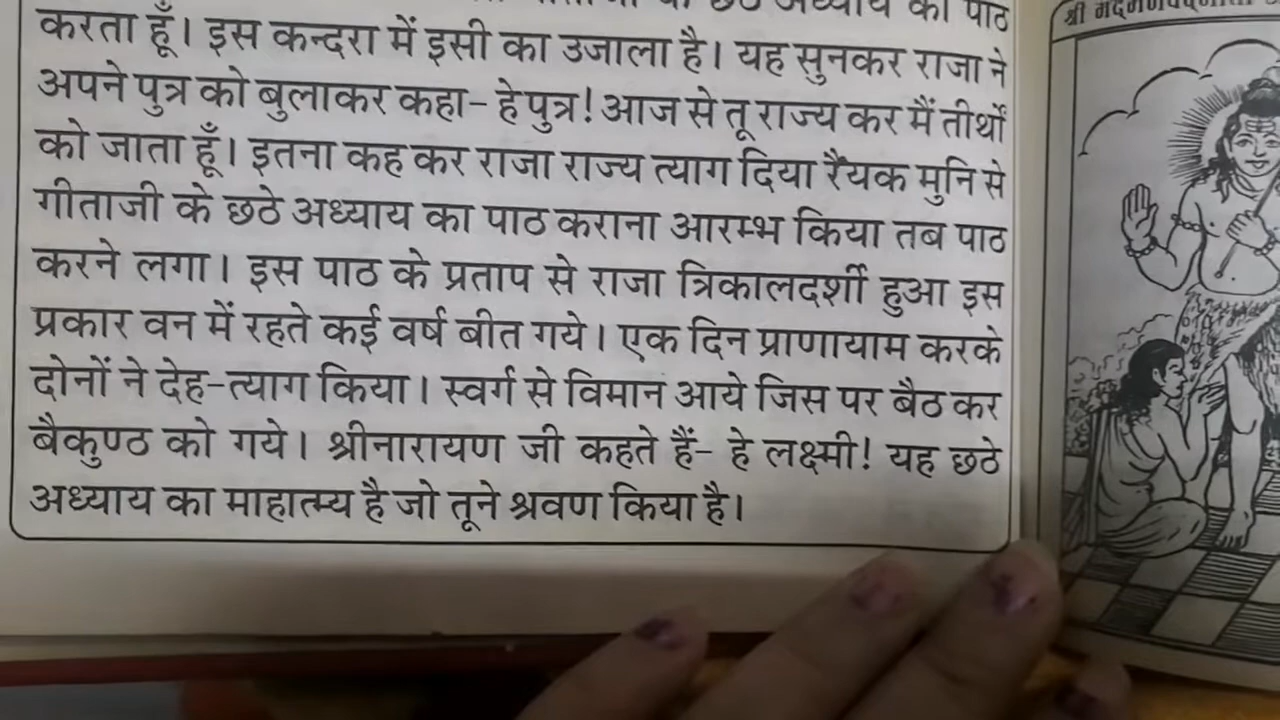 अध्याय का पाठ
करता हूँ। इस कन्दरा में इसी का उजाला है। यह सुनकर राजा ने
अपने पुत्र को बुलाकर कहा- हे पुत्र! आज से तू राज्य कर मैं तीर्थों
को जाता हूँ। इतना कह कर राजा राज्य त्याग दिया रैयक मुनि से
गीताजी के छठे अध्याय का पाठ कराना आरम्भ किया तब पाठ
करने लगा। इस पाठ के प्रताप से राजा त्रिकालदर्शी हुआ इस
प्रकार वन में रहते कई वर्ष बीत गये। एक दिन प्राणायाम करके
दोनों ने देह-त्याग किया। स्वर्ग से विमान आये जिस पर बैठ कर
बैकुण्ठ को गये। श्रीनारायण जी कहते हैं- हे लक्ष्मी! यह छठे
अध्याय का माहात्म्य है जो तूने श्रवण किया है।
श्री